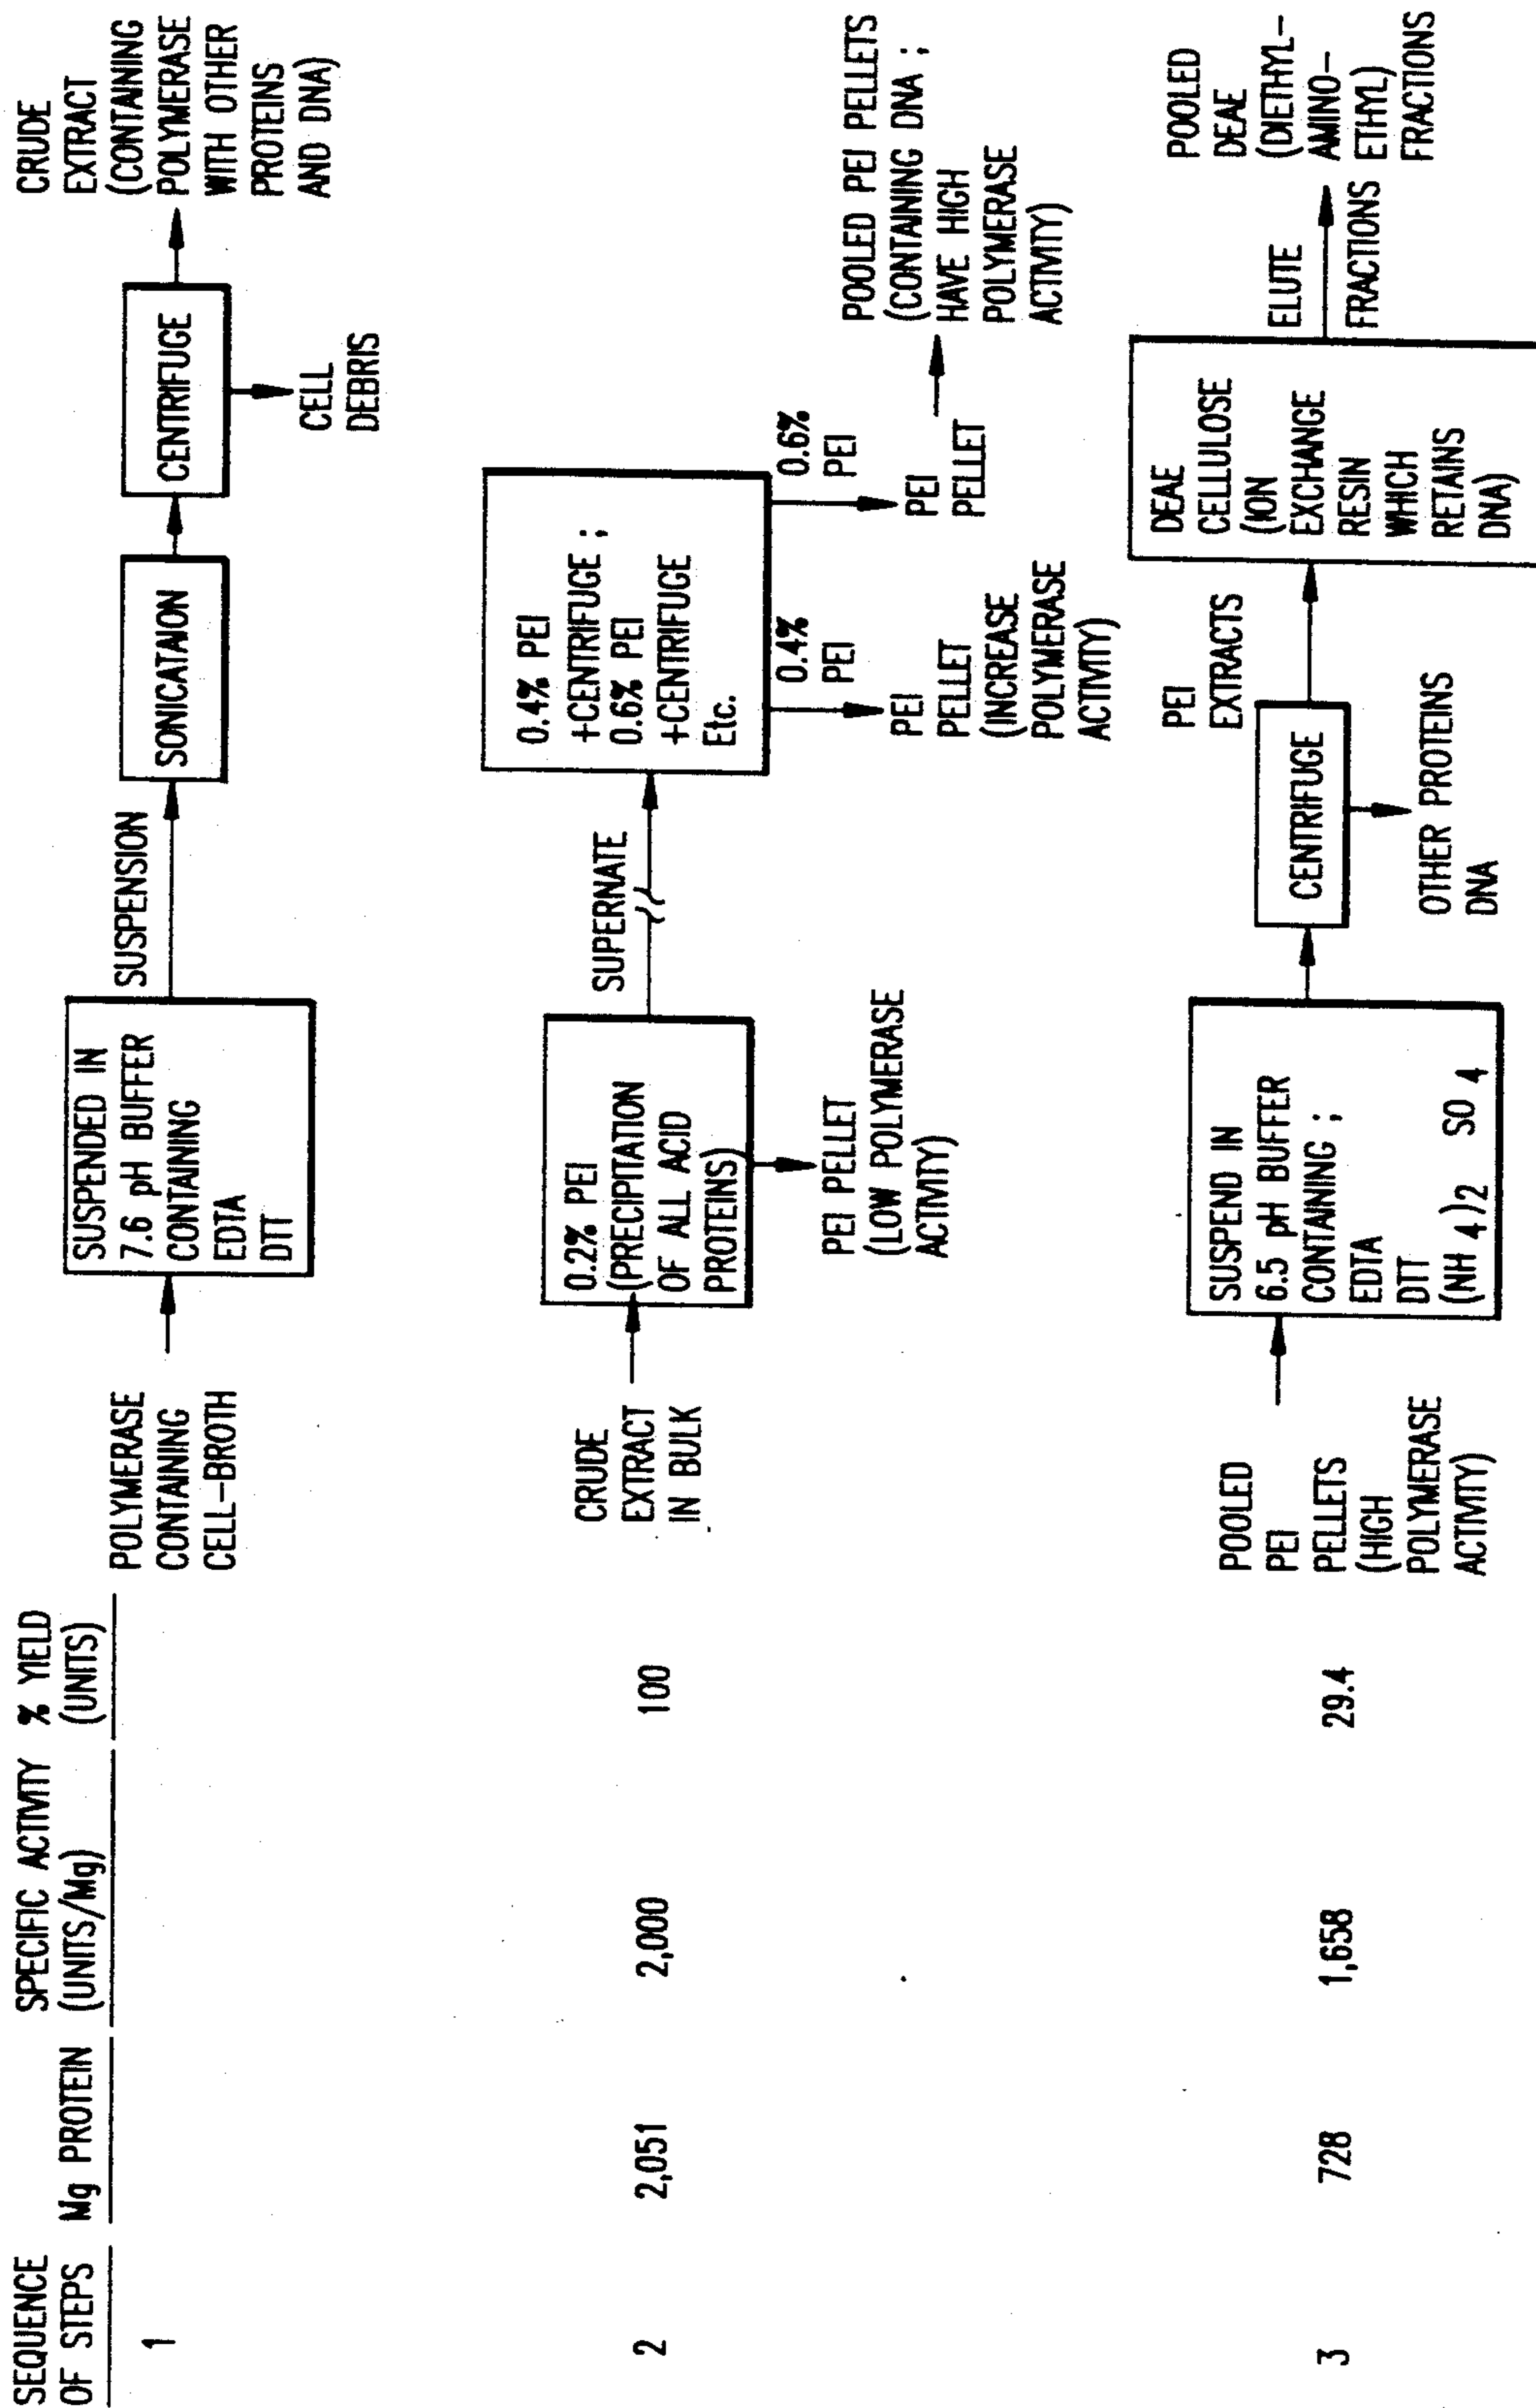 SEQUENCE
OF STEPS
Mg PROTEIN
SPECIFIC ACTIVITY
(UNITS/Mg)
% YIELD
(UNITS)
1
POLYMERASE
CONTAINING
CELL-BROTH
SUSPENDED IN
7.6 pH BUFFER
CONTAINING
EDTA
DTT
SUSPENSION
SONICATAION
CENTRIFUGE
CELL
DEBRIS
CRUDE
EXTRACT
(CONTAINING
POLYMERASE
WITH OTHER
PROTEINS
AND DNA)
2
2,051
2,000
100
CRUDE
EXTRACT
IN BULK
0.2% PEI
(PRECIPITATION
OF ALL ACID
PROTEINS)
PEI PELLET
(LOW POLYMERASE
ACTIVITY)
SUPERNATE
0.4% PEI
+CENTRIFUGE ;
0.6% PEI
+CENTRIFUGE
Etc.
0.4%
PEI
PEI
PELLET
(INCREASE
POLYMERASE
ACTIVITY)
0.6%
PEI
PEI
PELLET
POOLED PEI PELLETS
(CONTAINING DNA ;
HAVE HIGH
POLYMERASE
ACTIVITY)
3
728
1,658
29.4
POOLED
PEI
PELLETS
(HIGH
POLYMERASE
ACTIVITY)
SUSPEND IN
6.5 pH BUFFER
CONTAINING ;
EDTA
DTT
(NH 4)2 SO 4
CENTRIFUGE
OTHER PROTEINS
DNA
PEI
EXTRACTS
DEAE
CELLULOSE
(ION
EXCHANGE
RESIN
WHICH
RETAINS
DNA)
ELUTE
FRACTIONS
POOLED
DEAE
(DIETHYL-
AMINO-
ETHYL)
FRACTIONS